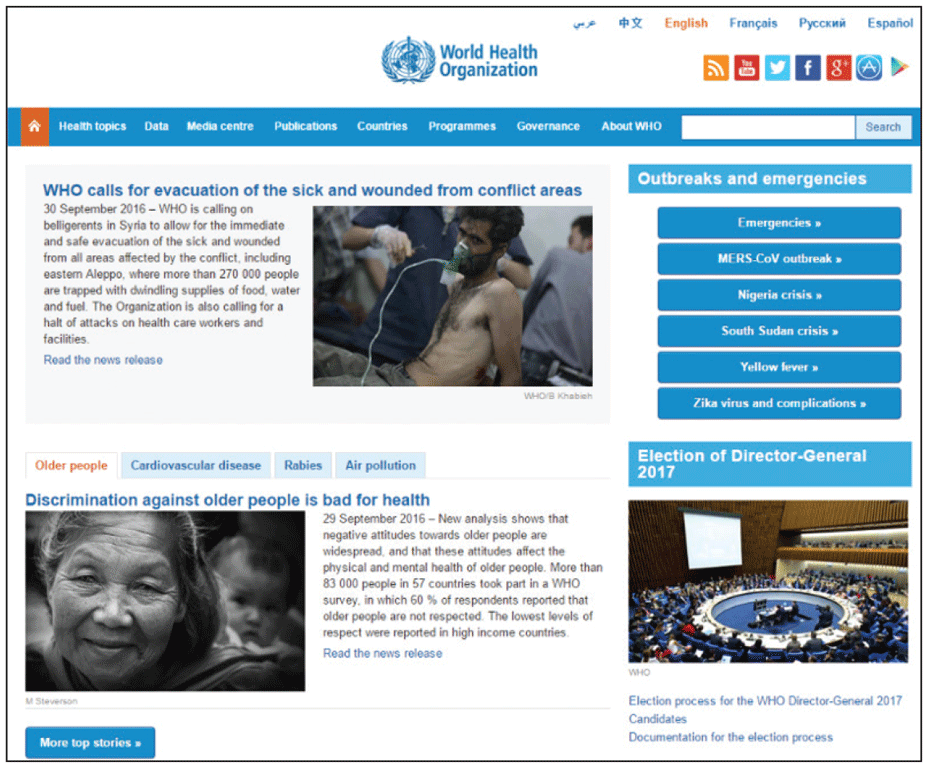 عربي 中文 English Français Русский Español
World Health
Organization
You
Tube
f
g+
Health topics Data Media centre Publications Countries Programmes Governance About WHO Search
WHO calls for evacuation of the sick and wounded from conflict areas
30 September 2016 – WHO is calling on
belligerents in Syria to allow for the immediate
and safe evacuation of the sick and wounded
from all areas affected by the conflict, including
eastern Aleppo, where more than 270 000 people
are trapped with dwindling supplies of food, water
and fuel. The Organization is also calling for a
halt of attacks on health care workers and
facilities.
Read the news release
WHO/B Khabieh
Outbreaks and emergencies
Emergencies »
MERS-CoV outbreak »
Nigeria crisis »
South Sudan crisis »
Yellow fever »
Zika virus and complications »
Older people Cardiovascular disease Rabies Air pollution
Discrimination against older people is bad for health
29 September 2016 – New analysis shows that
negative attitudes towards older people are
widespread, and that these attitudes affect the
physical and mental health of older people. More than
83 000 people in 57 countries took part in a WHO
survey, in which 60 % of respondents reported that
older people are not respected. The lowest levels of
respect were reported in high income countries.
Read the news release
M Steverson
More top stories »
Election of Director-General
2017
WHO
Election process for the WHO Director-General 2017
Candidates
Documentation for the election process